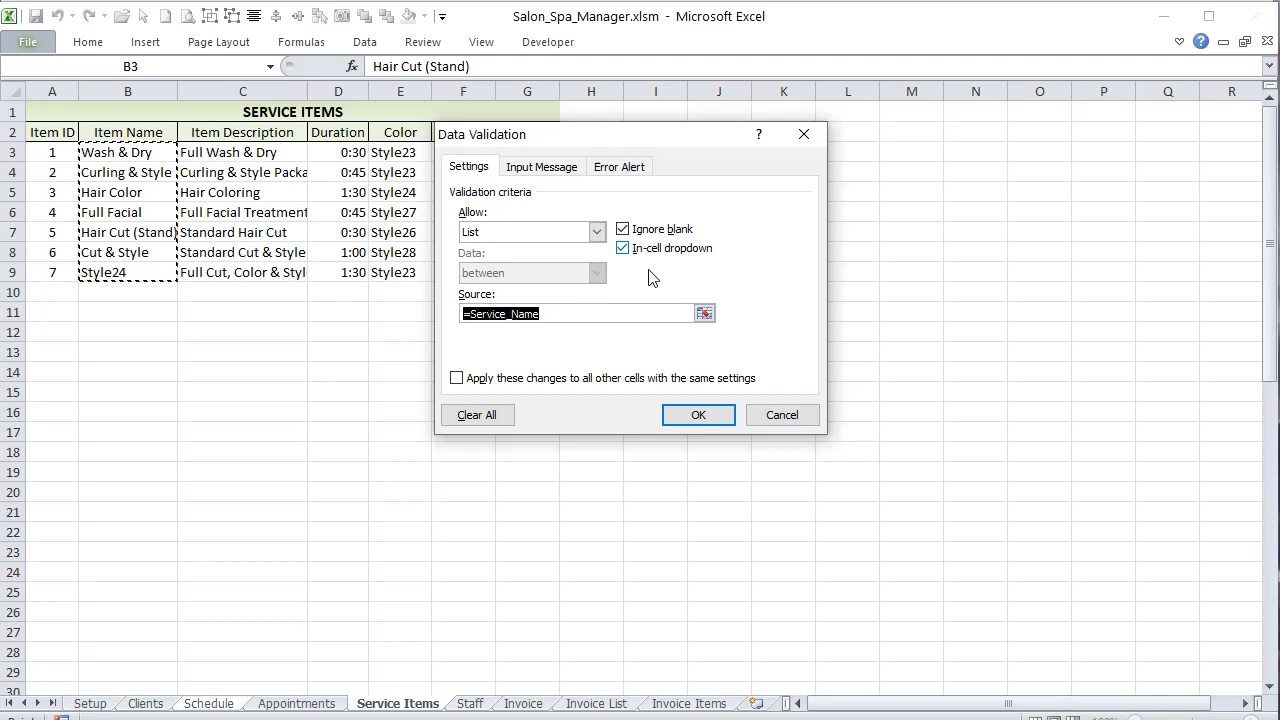 Salon_Spa_Manager.xlsm - Microsoft Excel
File Home Insert Page Layout Formulas Data Review View Developer
B3 fx Hair Cut (Stand)
A B C D E F G H I J K L M N O P Q R
1 SERVICE ITEMS
2 Item ID Item Name Item Description Duration Color
3 1 Wash & Dry Full Wash & Dry 0:30 Style23
4 2 Curling & Style Curling & Style Packa 0:45 Style23
5 3 Hair Color Hair Coloring 1:30 Style24
6 4 Full Facial Full Facial Treatment 0:45 Style27
7 5 Hair Cut (Stand) Standard Hair Cut 0:30 Style26
8 6 Cut & Style Standard Cut & Style 1:00 Style28
9 7 Style24 Full Cut, Color & Styl 1:30 Style23
10
11
12
13
14
15
16
17
18
19
20
21
22
23
24
25
26
27
28
29
30
Data Validation ?
Settings Input Message Error Alert
Validation criteria
Allow:
List Ignore blank
In-cell dropdown
Data:
between
Source:
=Service_Name
Apply these changes to all other cells with the same settings
Clear All OK Cancel
Setup Clients Schedule Appointments Service Items Staff Invoice Invoice List Invoice Items